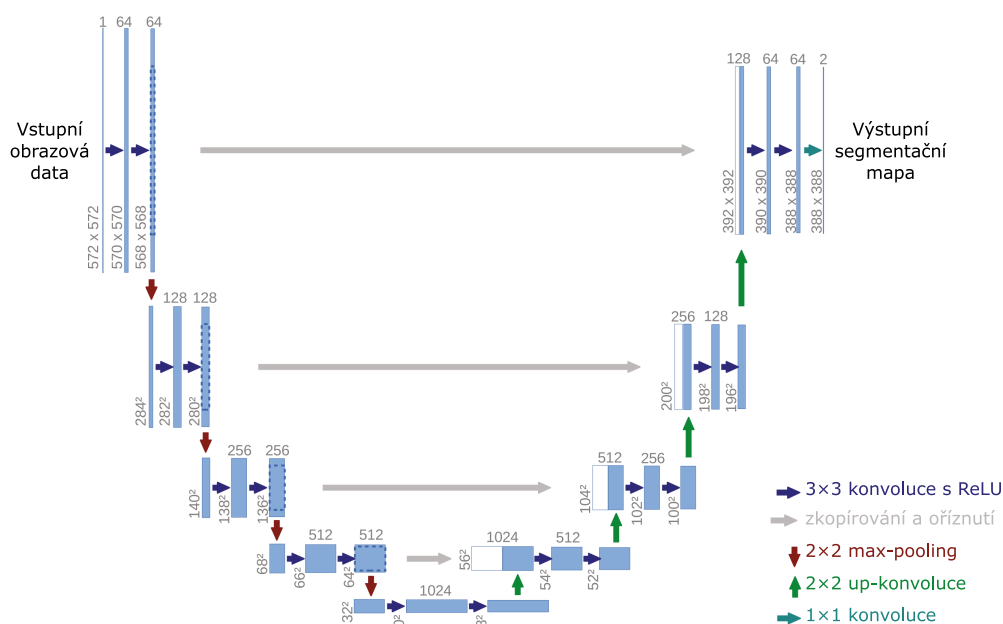 1 64 64
Vstupní
obrazová
data
572 x 572
570 x 570
568 x 568
128 64 64 2
Výstupní
segmentační
mapa
392 x 392
390 x 390
388 x 388
388 x 388
128 128
284²
282²
280²
256 128
200²
198²
196²
256 256
140²
138²
136²
512 256
104²
102²
100²
512 512
68²
66²
64²
1024 512
56²
54²
52²
1024
32²
3×3 konvoluce s ReLU
zkopírování a oříznutí
2×2 max-pooling
2×2 up-konvoluce
1×1 konvoluce